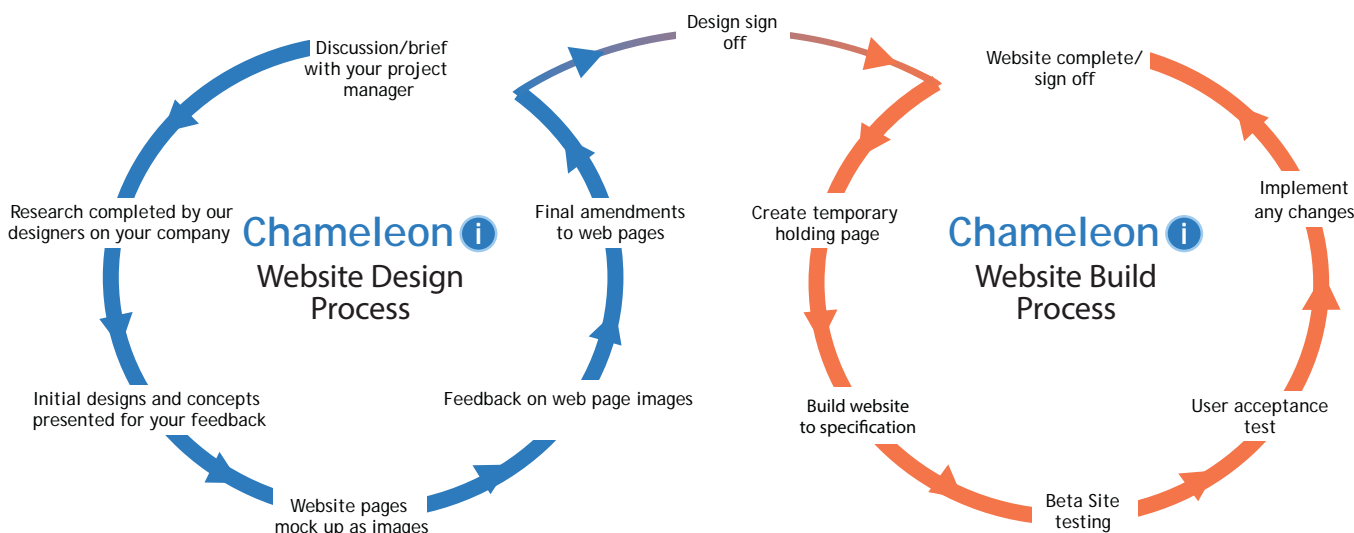 Discussion/brief
with your project
manager
Research completed by our
designers on your company
Initial designs and concepts
presented for your feedback
Website pages
mock up as images
Feedback on web page images
Final amendments
to web pages
Chameleon i
Website Design
Process
Design sign
off
Create temporary
holding page
Build website
to specification
Beta Site
testing
User acceptance
test
Implement
any changes
Website complete/
sign off
Chameleon i
Website Build
Process